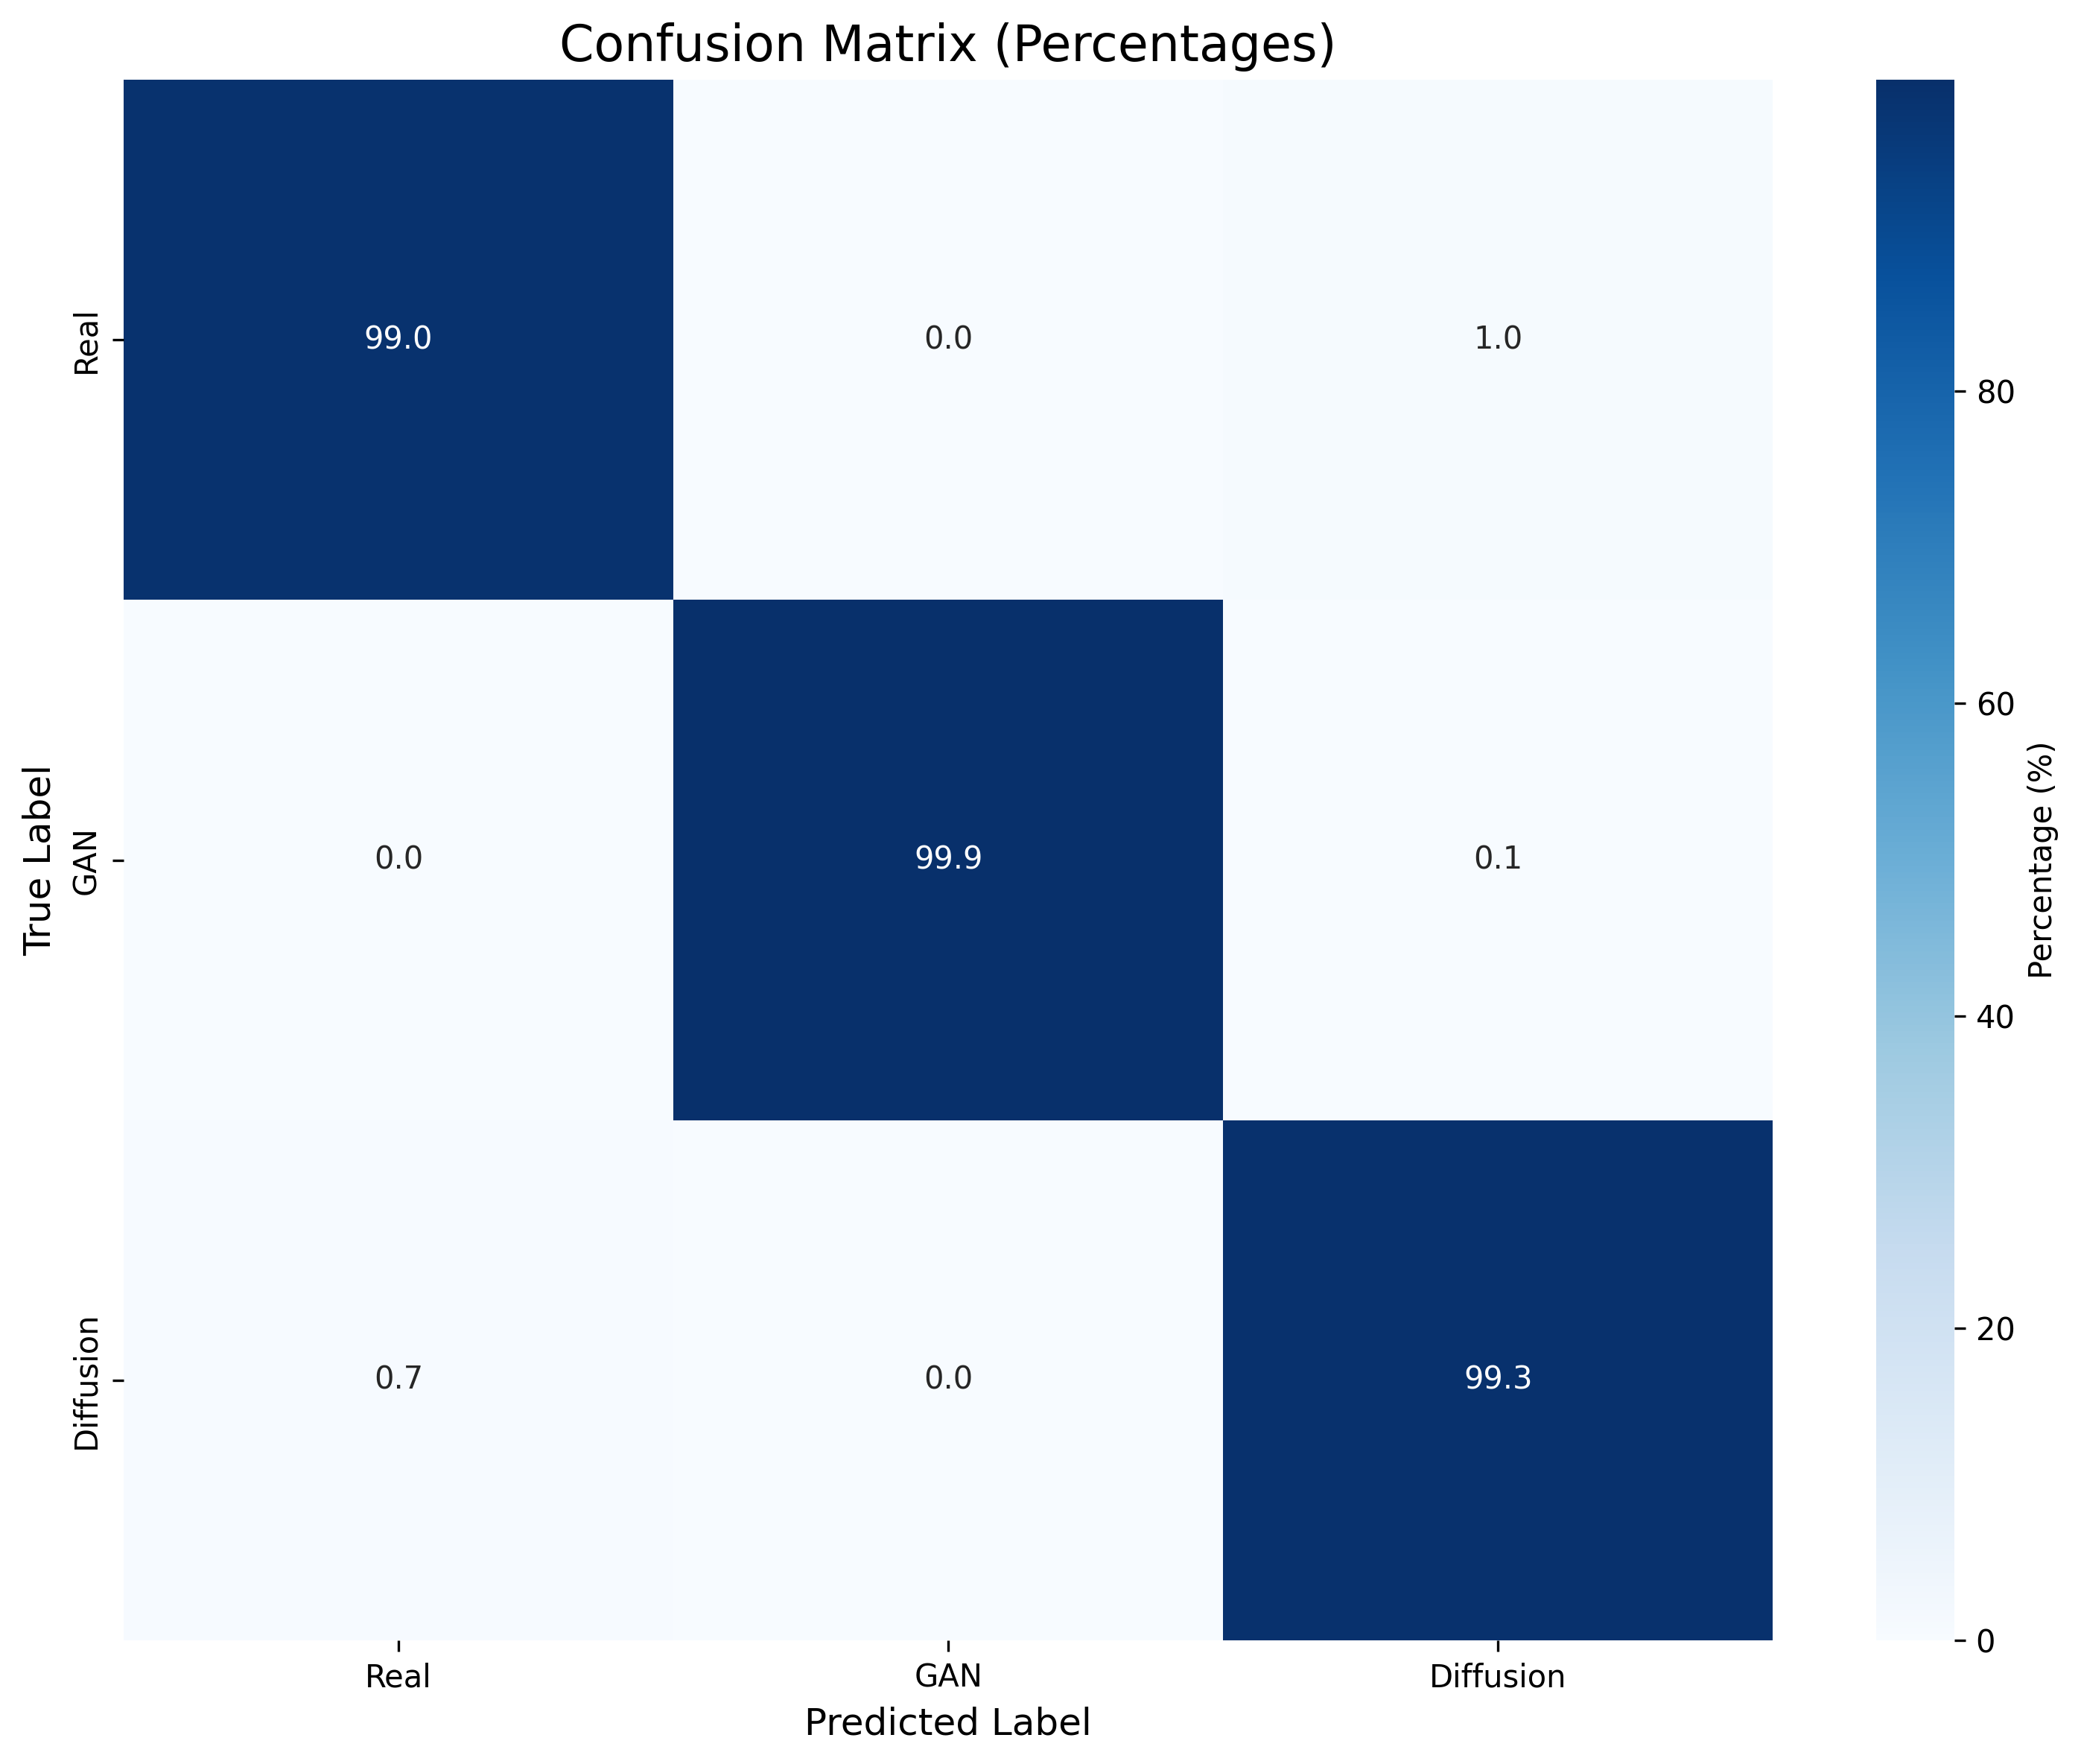 Confusion Matrix (Percentages)
True Label
Real
99.0 0.0 1.0
GAN
0.0 99.9 0.1
Diffusion
0.7 0.0 99.3
Real GAN Diffusion
Predicted Label
80
60
40
20
0
Percentage (%)